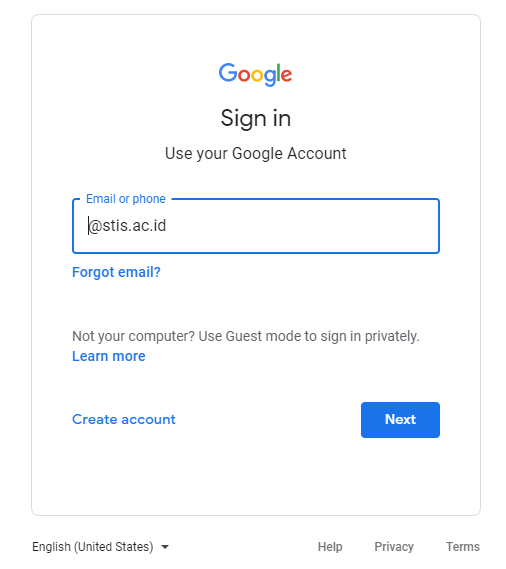 Google
Sign in
Use your Google Account
Email or phone
@stis.ac.id
Forgot email?
Not your computer? Use Guest mode to sign in privately.
Learn more
Create account
Next
English (United States)
Help
Privacy
Terms